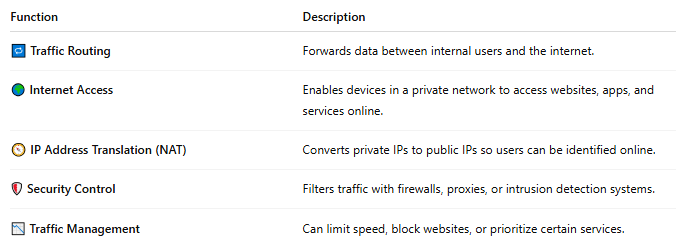 Function Description
Traffic Routing Forwards data between internal users and the internet.
Internet Access Enables devices in a private network to access websites, apps, and
services online.
IP Address Translation (NAT) Converts private IPs to public IPs so users can be identified online.
Security Control Filters traffic with firewalls, proxies, or intrusion detection systems.
Traffic Management Can limit speed, block websites, or prioritize certain services.